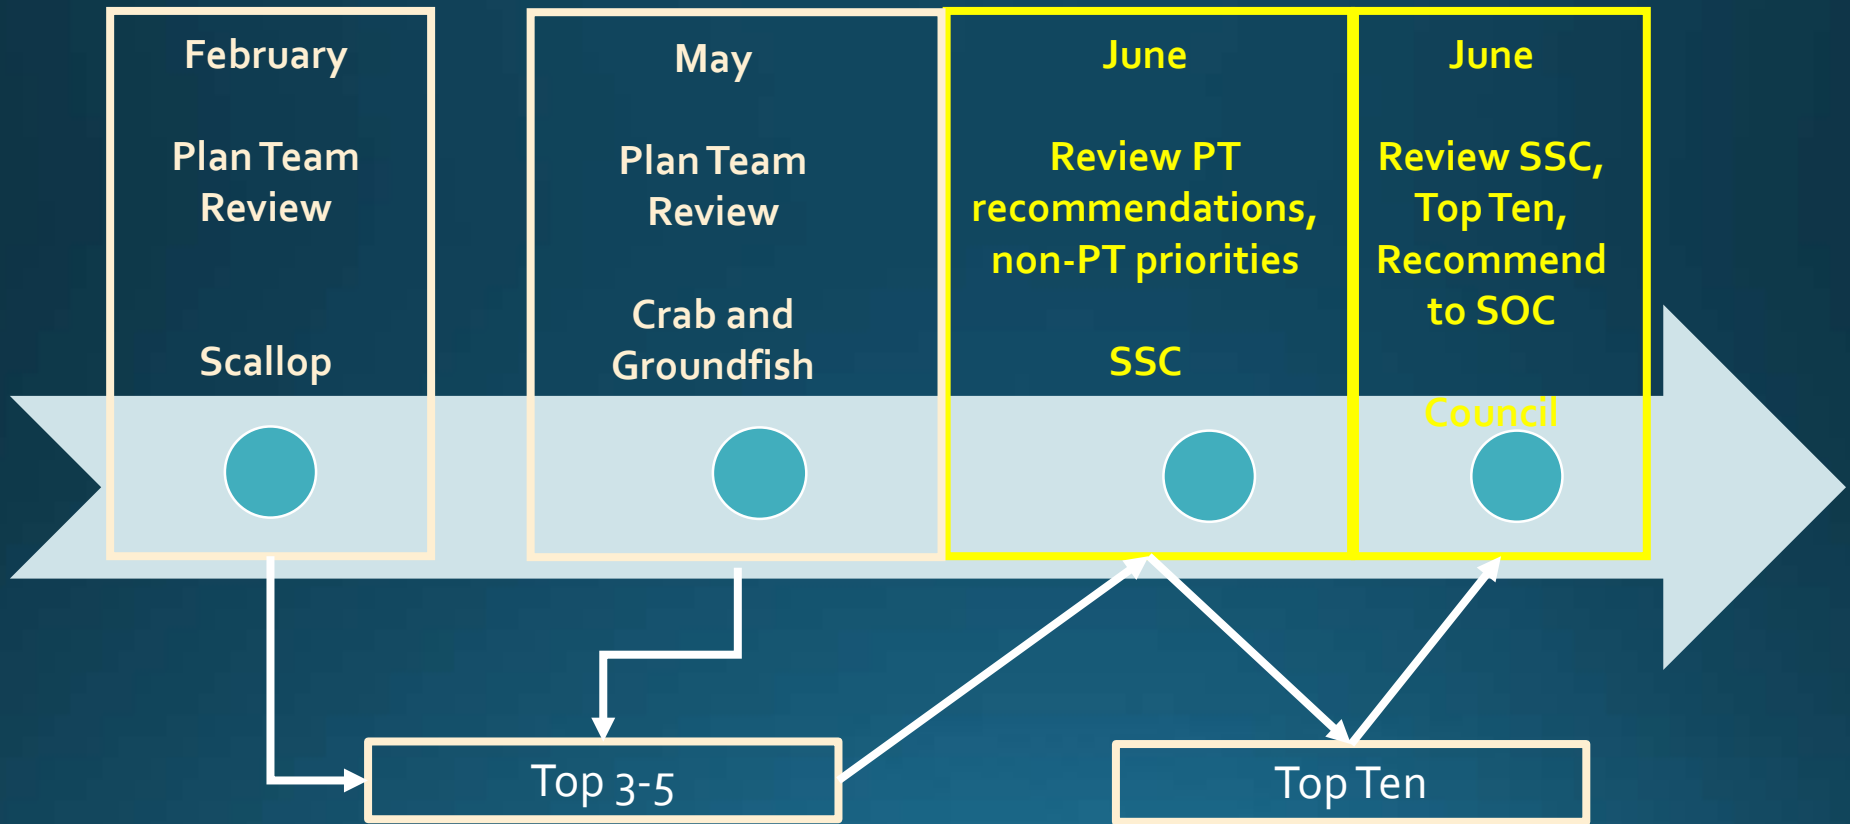 February
Plan Team
Review
Scallop
May
Plan Team
Review
Crab and
Groundfish
June
Review PT
recommendations,
non-PT priorities
SSC
June
Review SSC,
Top Ten,
Recommend
to SOC
Council
Top 3-5
Top Ten